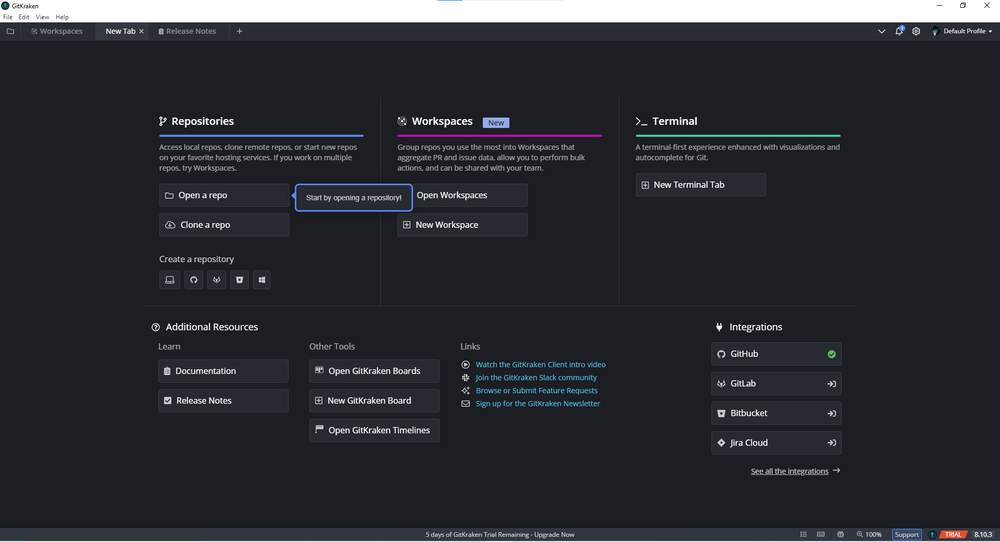 GitKraken
File Edit View Help
Workspaces New Tab Release Notes 1 Default Profile
Repositories
Access local repos, clone remote repos, or start new repos
on your favorite hosting services. If you work on multiple
repos, try Workspaces.
Open a repo
Start by opening a repository!
Clone a repo
Create a repository
Workspaces New
Group repos you use the most into Workspaces that
aggregate PR and issue data, allow you to perform bulk
actions, and can be shared with your team.
Open Workspaces
New Workspace
Terminal
A terminal-first experience enhanced with visualizations and
autocomplete for Git.
New Terminal Tab
Additional Resources
Learn
Documentation
Release Notes
Other Tools
Open GitKraken Boards
New GitKraken Board
Open GitKraken Timelines
Links
Watch the GitKraken Client intro video
Join the GitKraken Slack community
Browse or Submit Feature Requests
Sign up for the GitKraken Newsletter
Integrations
GitHub
GitLab
Bitbucket
Jira Cloud
See all the integrations
5 days of GitKraken Trial Remaining - Upgrade Now
100% Support TRIAL 8.10.3